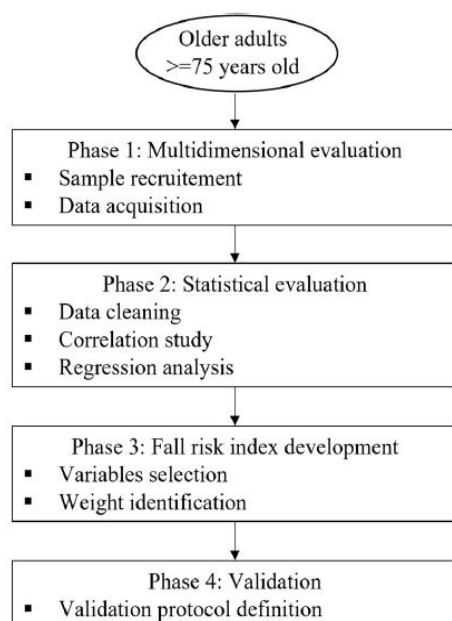 Older adults
>=75 years old
Phase 1: Multidimensional evaluation
▪ Sample recruitement
▪ Data acquisition
Phase 2: Statistical evaluation
▪ Data cleaning
▪ Correlation study
▪ Regression analysis
Phase 3: Fall risk index development
▪ Variables selection
▪ Weight identification
Phase 4: Validation
▪ Validation protocol definition